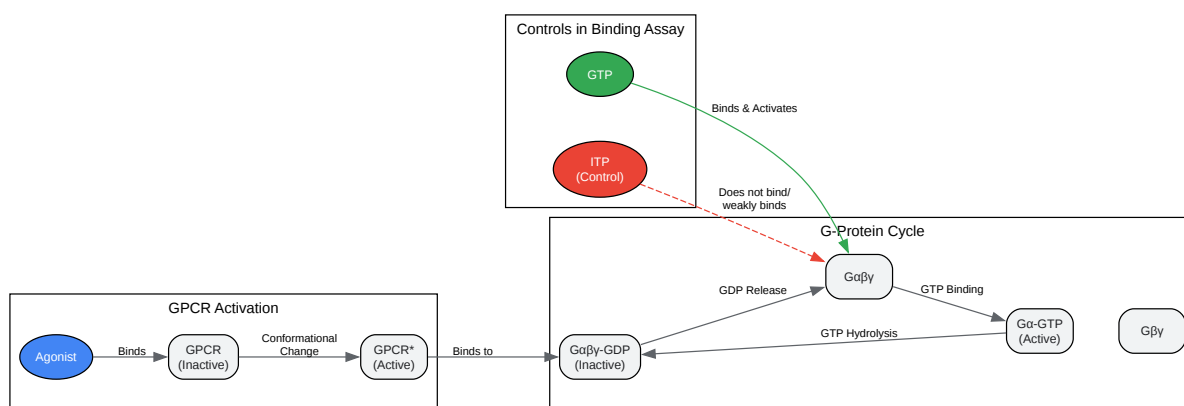 Controls in Binding Assay
GTP
Binds & Activates
ITP
(Control)
Does not bind/
weakly binds
G-Protein Cycle
Gαβγ
GDP Release
GTP Binding
GPCR Activation
Agonist
Binds
GPCR
(Inactive)
Conformational
Change
GPCR*
(Active)
Binds to
Gαβγ-GDP
(Inactive)
GTP Hydrolysis
Gα-GTP
(Active)
Gβγ